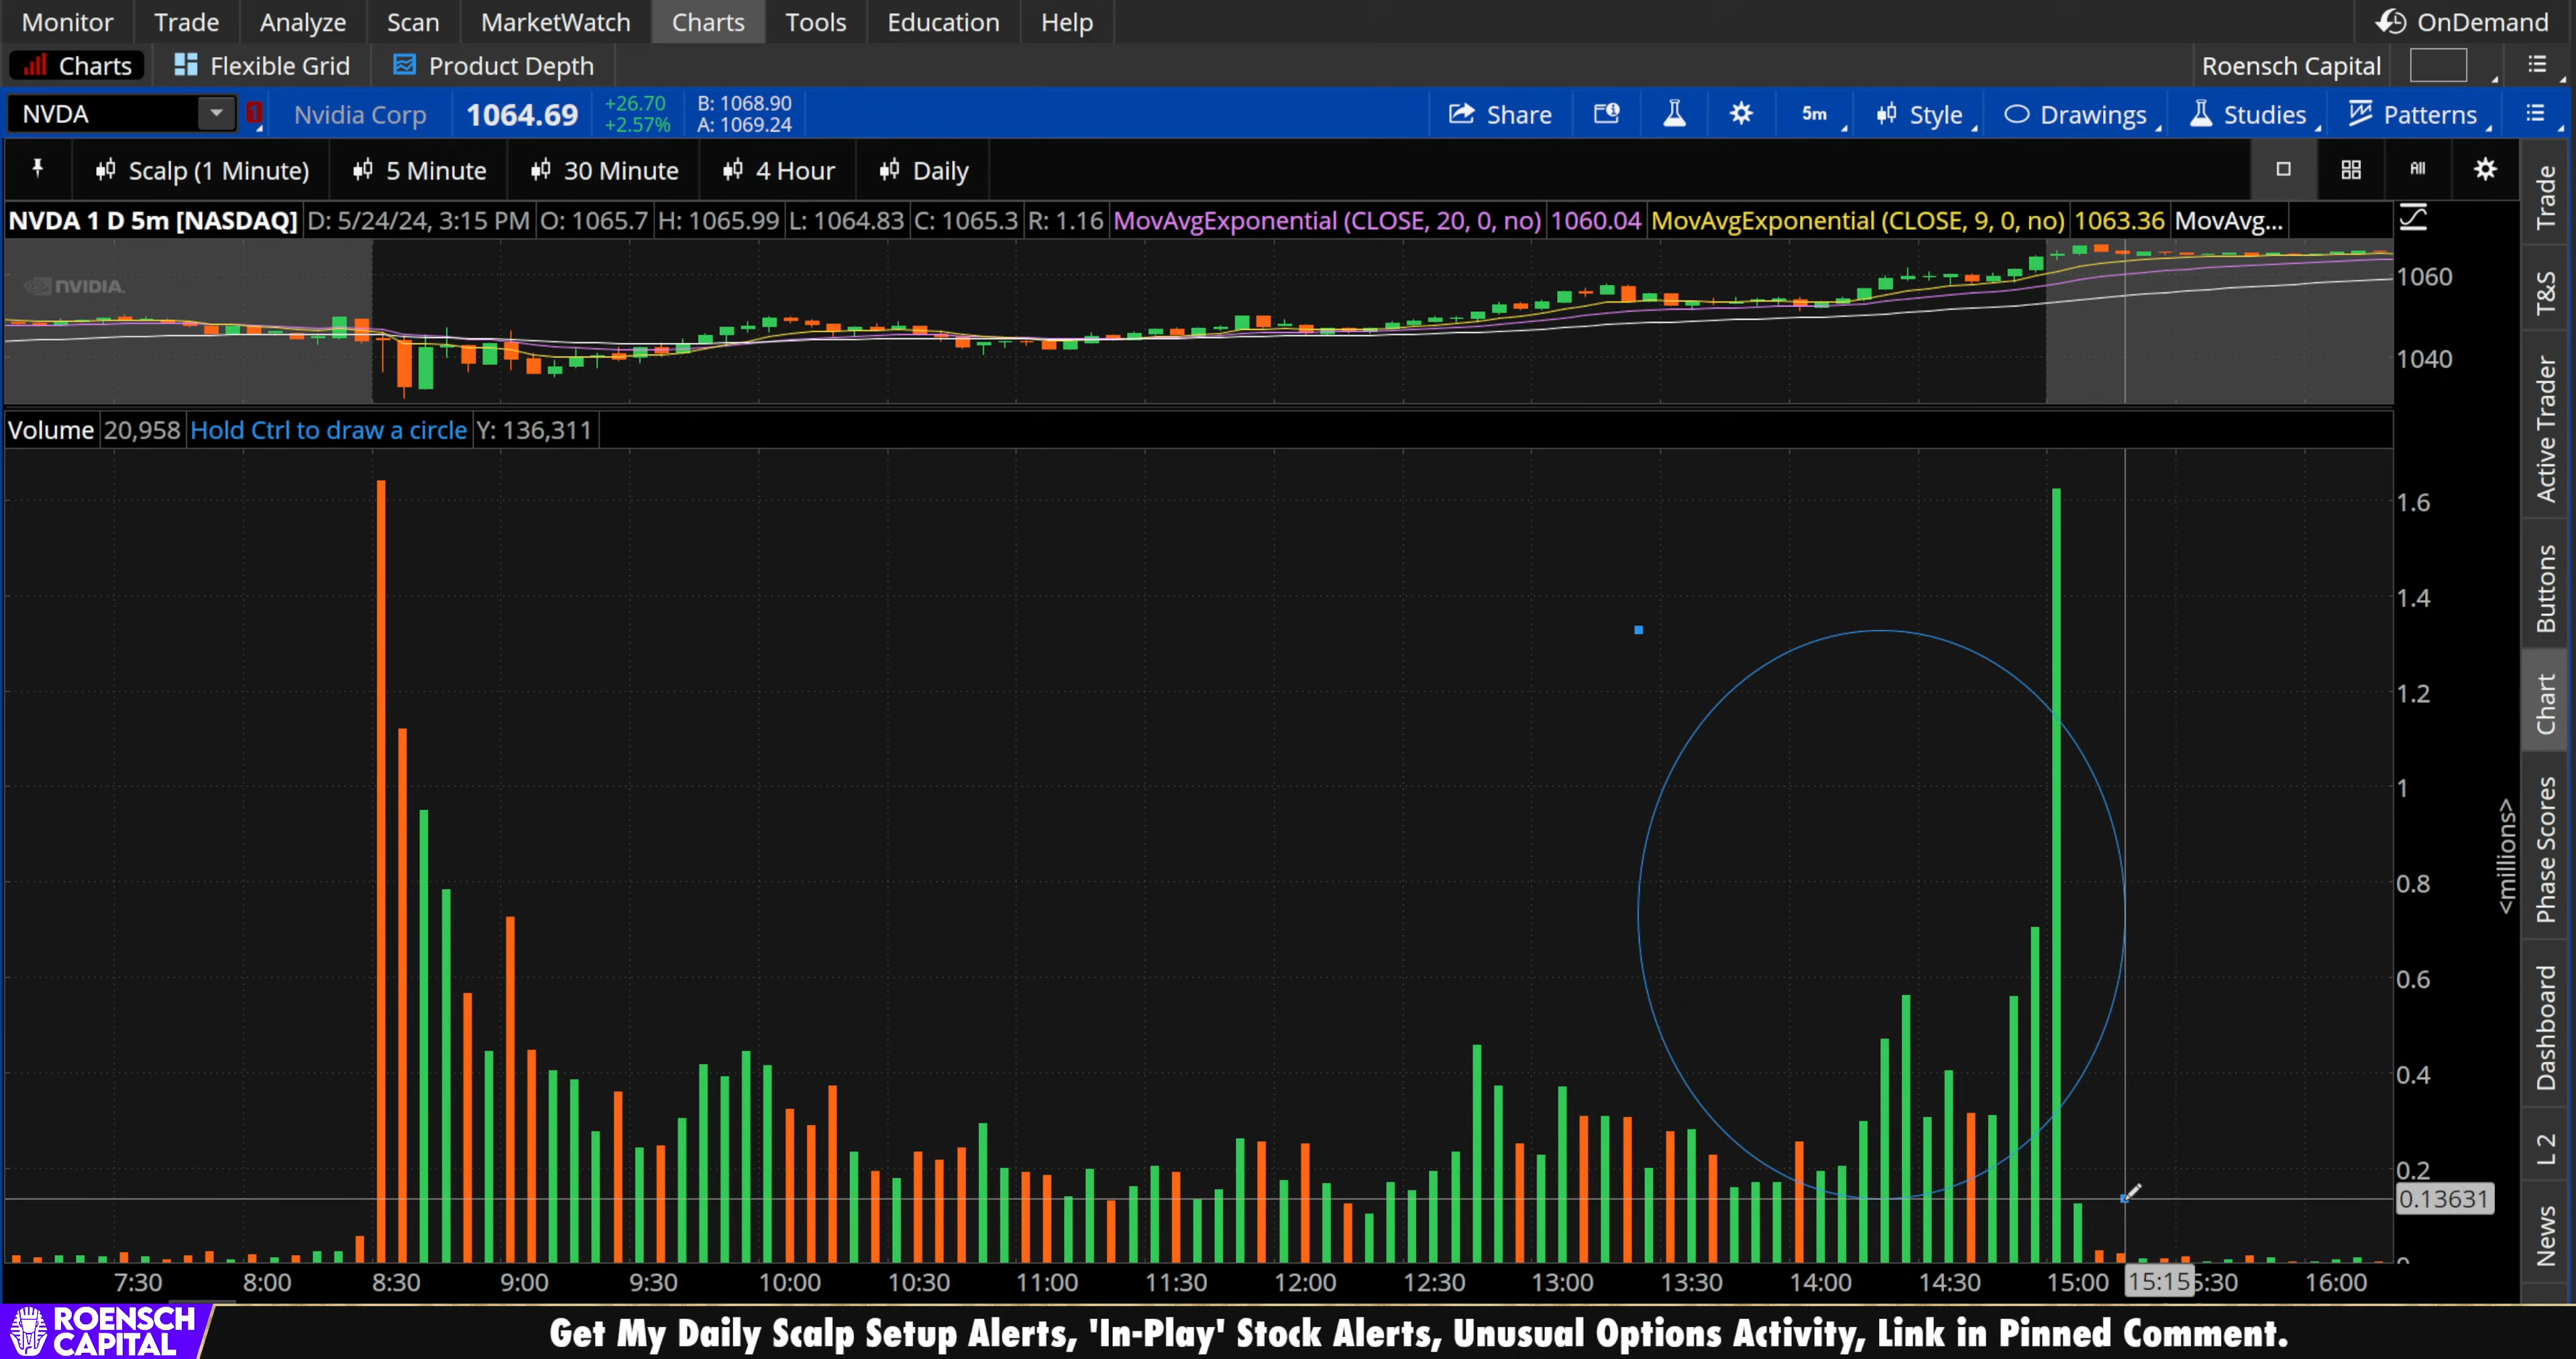 Monitor Trade Analyze Scan MarketWatch Charts Tools Education Help OnDemand
Charts Flexible Grid Product Depth Roensch Capital
NVDA 1 Nvidia Corp 1064.69 +26.70 B: 1068.90 Share 5m Style Drawings Studies Patterns
+2.57% A: 1069.24
Scalp (1 Minute) 5 Minute 30 Minute 4 Hour Daily All
NVDA 1 D 5m [NASDAQ] D: 5/24/24, 3:15 PM O: 1065.7 H: 1065.99 L: 1064.83 C: 1065.3 R: 1.16 MovAvgExponential (CLOSE, 20, 0, no) 1060.04 MovAvgExponential (CLOSE, 9, 0, no) 1063.36 MovAvg...
NVIDIA.
1060
1040
Volume 20,958 Hold Ctrl to draw a circle Y: 136,311
1.6
1.4
1.2
1
0.8
0.6
0.4
0.2
0.13631
0
<millions>
7:30 8:00 8:30 9:00 9:30 10:00 10:30 11:00 11:30 12:00 12:30 13:00 13:30 14:00 14:30 15:00 15:15 5:30 16:00
Trade
T&S
Active Trader
Buttons
Chart
Phase Scores
Dashboard
L 2
News
ROENSCH
CAPITAL
Get My Daily Scalp Setup Alerts, 'In-Play' Stock Alerts, Unusual Options Activity, Link in Pinned Comment.